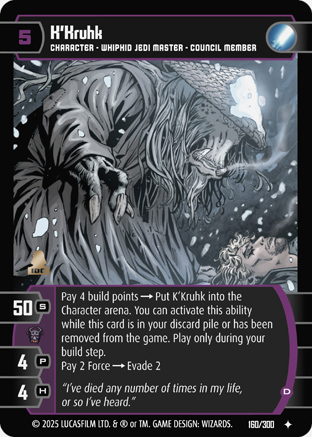 5
K'Kruhk
CHARACTER - WHIPHID JEDI MASTER - COUNCIL MEMBER
IDC
50 S
4 P
4 H
Pay 4 build points → Put K'Kruhk into the
Character arena. You can activate this ability
while this card is in your discard pile or has been
removed from the game. Play only during your
build step.
Pay 2 Force → Evade 2
“I've died any number of times in my life,
or so I've heard.”
D
© 2025 LUCASFILM LTD. & ® OR TM. GAME DESIGN: WIZARDS.
160/300